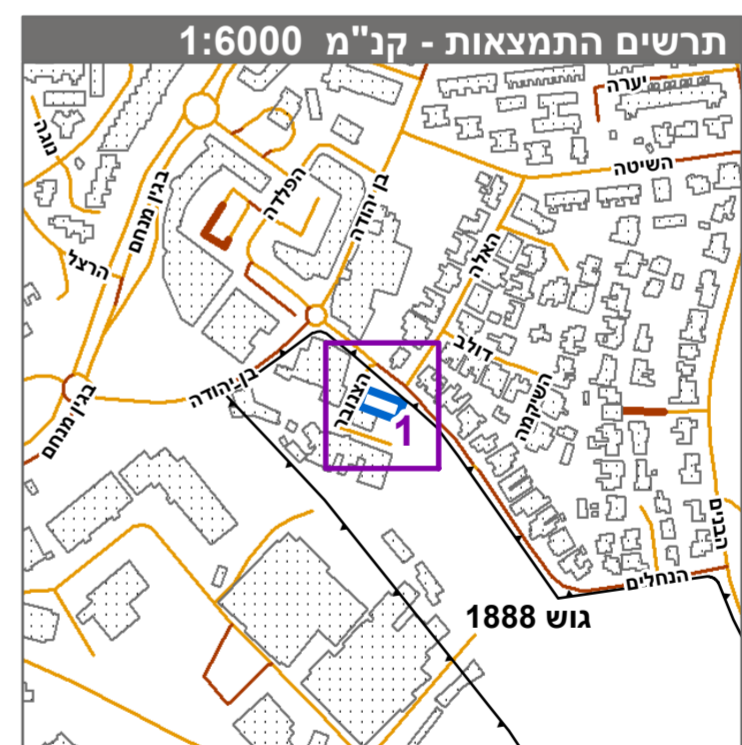 תרשים התמצאות - קנ"מ 1:6000
יערה
נוגה
השיטה
הפלדה
בן יהודה
בגין מנחם
האלה
הרצל
דולב
הצנובר
בן יהודה
השיקמה
בגין מנחם
1
הבנים
הנחלים
גוש 1888